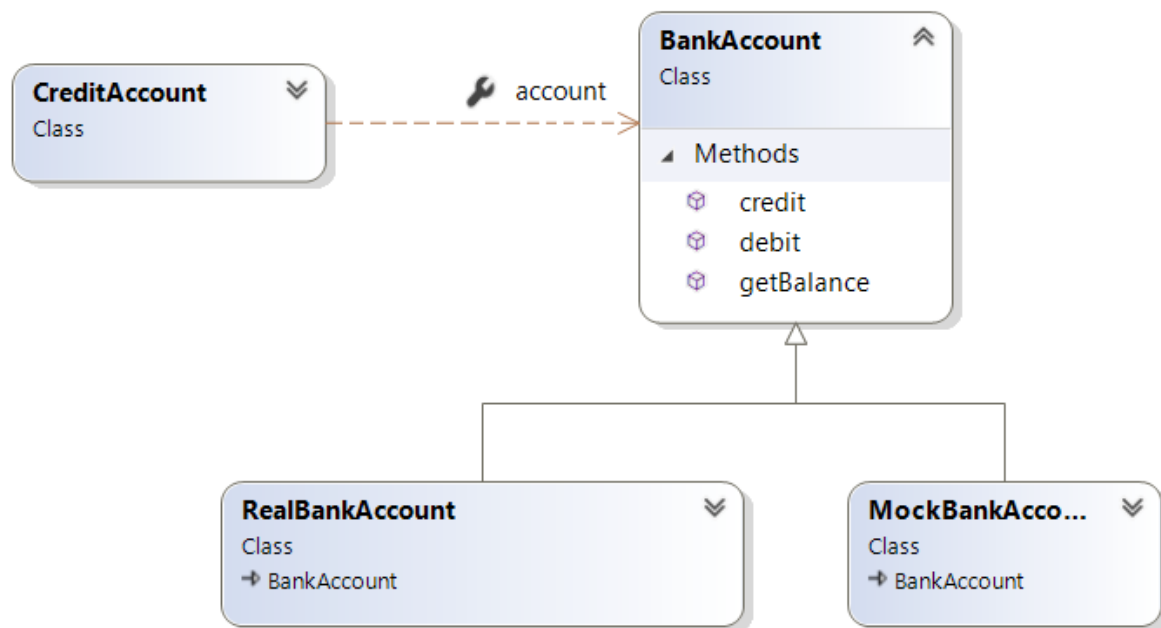 CreditAccount
Class
account
BankAccount
Class
Methods
credit
debit
getBalance
RealBankAccount
Class
BankAccount
MockBankAcco...
Class
BankAccount